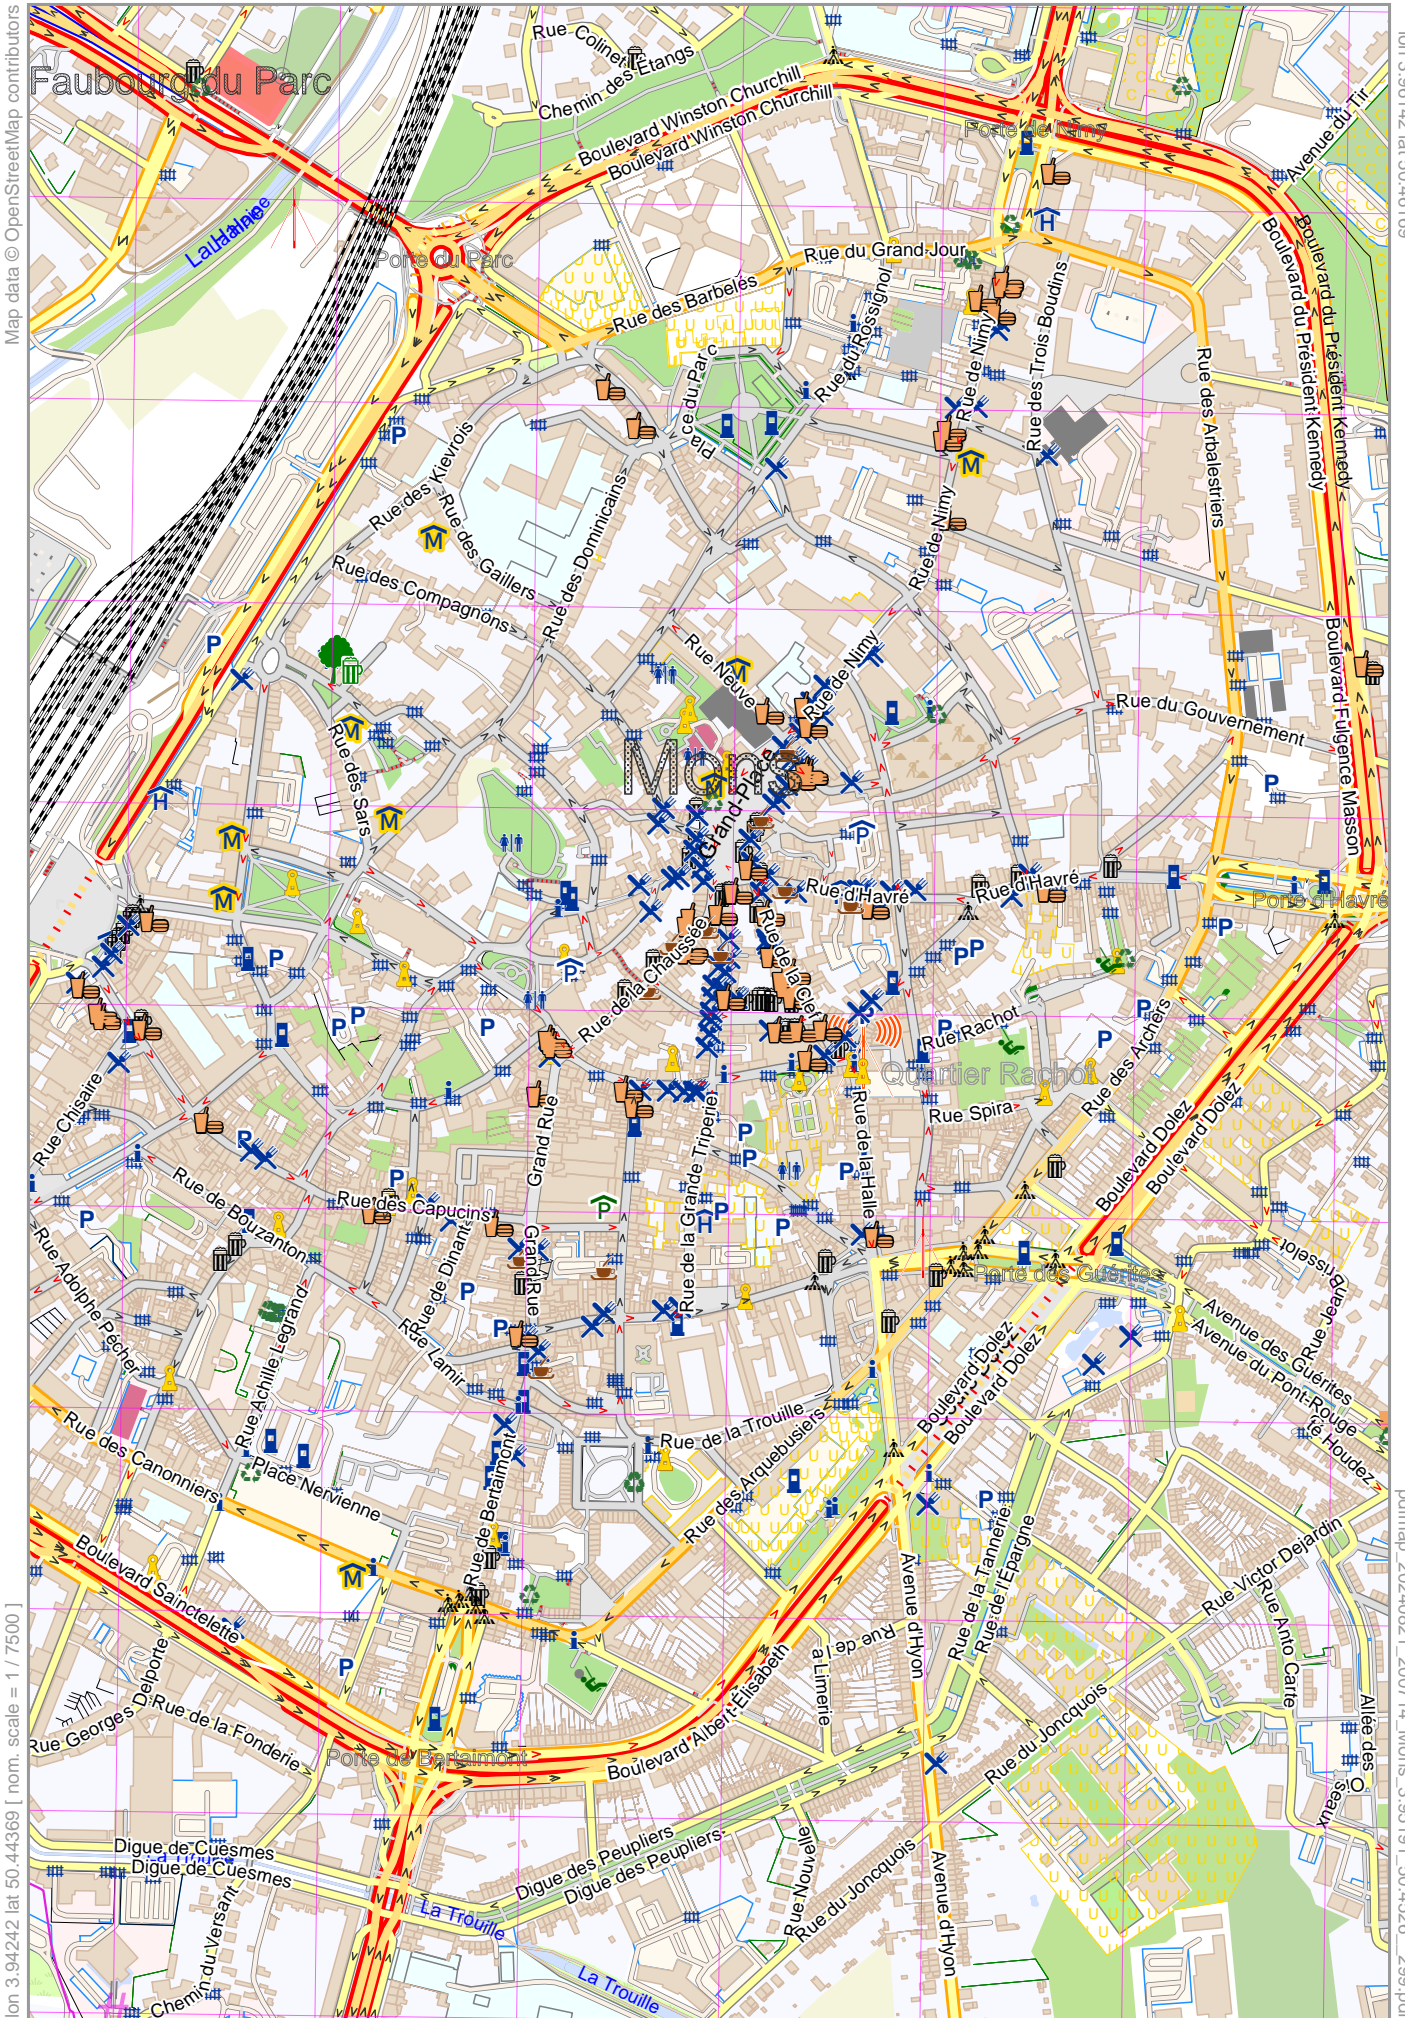 Map data © OpenStreetMap contributors
lon 3.94242 lat 50.44369 [ nom. scale = 1 / 7500 ]
Faubourg du Parc
Rue Colinet
Chemin des Étangs
Boulevard Winston Churchill
Boulevard Winston Churchill
Porte de Nimy
Avenue du Tir
La Haine
Porte du Parc
Rue du Grand Jour
Rue des Barbelés
Rue du Rossignol
Rue de Nimy
Rue des Trois Boudins
Boulevard du Président Kennedy
Boulevard du Président Kennedy
Place du Parc
Rue des Arbalestriers
Rue des Kievrois
Rue des Gaillers
Rue des Dominicains
Rue de Nimy
Rue des Compagnons
Rue Neuve
Rue de Nimy
Boulevard Fulgence Masson
Rue du Gouvernement
Rue des Sars
Mons
Grand-Place
Rue d'Havré
Rue d'Havré
Porte d'Havré
Rue de la Chaussée
Rue de la Clef
Rue Rachot
Rue des Archers
Quartier Rachot
Rue Spira
Rue Chisaire
Grand Rue
Rue de la Halle
Boulevard Dolez
Boulevard Dolez
Rue de la Grande Triperie
Rue de Bouzanton
Rue des Capucins
Rue de Dinant
Grand Rue
Porte des Guérites
Rue Jean Brisselot
Rue Adolphe Pécher
Rue Achille Legrand
Rue Lamir
Avenue des Guérites
Avenue du Pont-Rouge
Boulevard Dolez
Boulevard Dolez
Rue de la Trouille
Rue des Arquebusiers
Rue des Canonniers
Place Nervienne
Rue de Bertaimont
Houdez
Boulevard Sainctelette
Avenue d'Hyon
Rue de la Tannerie
Rue de l'Épargne
Rue Victor Dejardin
Rue Anto Carte
Rue de la Limerie
Rue Georges Delporte
Rue de la Fonderie
Porte de Bertaimont
Boulevard Albert-Élisabeth
Rue du Joncquois
Allée des Oiseaux
Digue de Cuesmes
Digue de Cuesmes
Digue des Peupliers
Digue des Peupliers
Rue Nouvelle
Rue du Joncquois
Avenue d'Hyon
Chemin du Versant
La Trouille
La Trouille